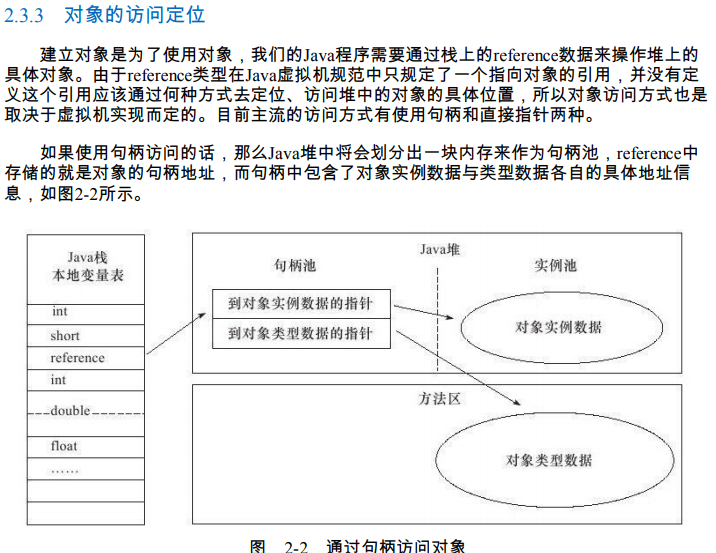 2.3.3 对象的访问定位
建立对象是为了使用对象，我们的Java程序需要通过栈上的reference数据来操作堆上的
具体对象。由于reference类型在Java虚拟机规范中只规定了一个指向对象的引用，并没有定
义这个引用应该通过何种方式去定位、访问堆中的对象的具体位置，所以对象访问方式也是
取决于虚拟机实现而定的。目前主流的访问方式有使用句柄和直接指针两种。
如果使用句柄访问的话，那么Java堆中将会划分出一块内存来作为句柄池，reference中
存储的就是对象的句柄地址，而句柄中包含了对象实例数据与类型数据各自的具体地址信
息，如图2-2所示。
Java栈
本地变量表
int
short
reference
int
double
float
……
Java堆
句柄池
实例池
到对象实例数据的指针
到对象类型数据的指针
对象实例数据
方法区
对象类型数据
图 2-2 通过句柄访问对象